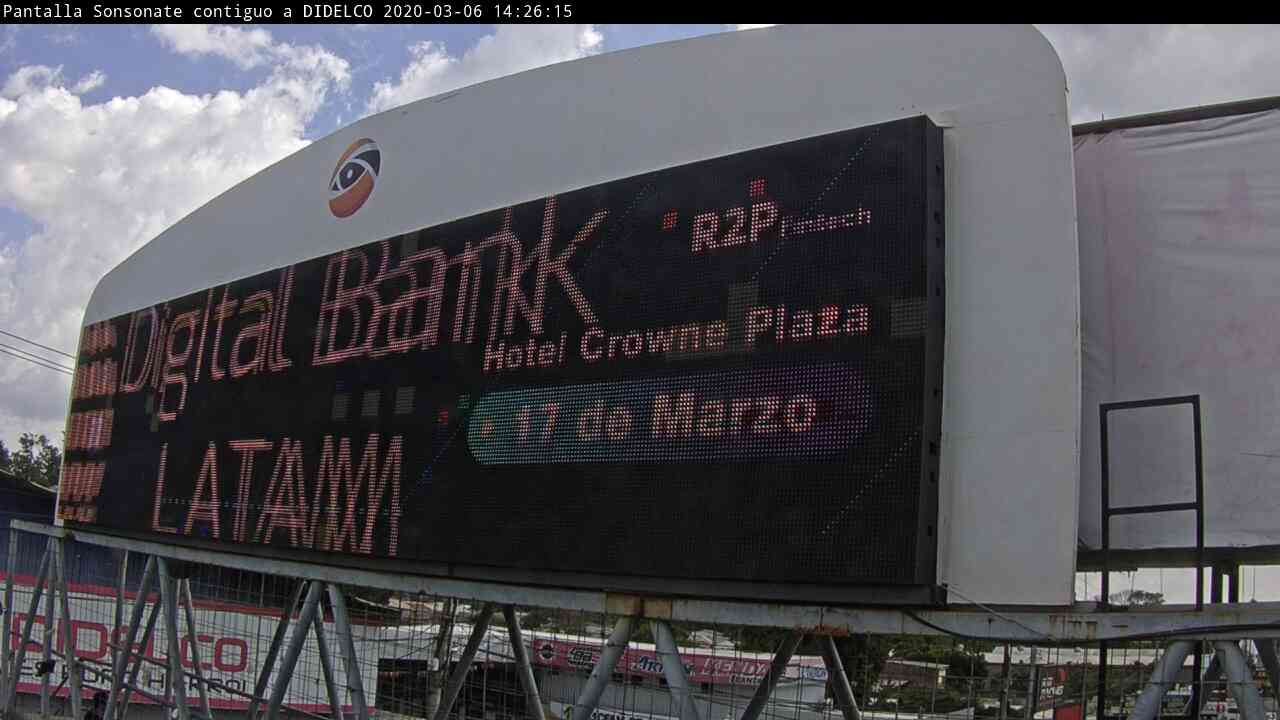 Pantalla Sonsonate contiguo a DIDELCO 2020-03-06 14:26:15
Digital Bank
LATAM
R2P fintech
Hotel Crowne Plaza
17 de Marzo
DIDELCO